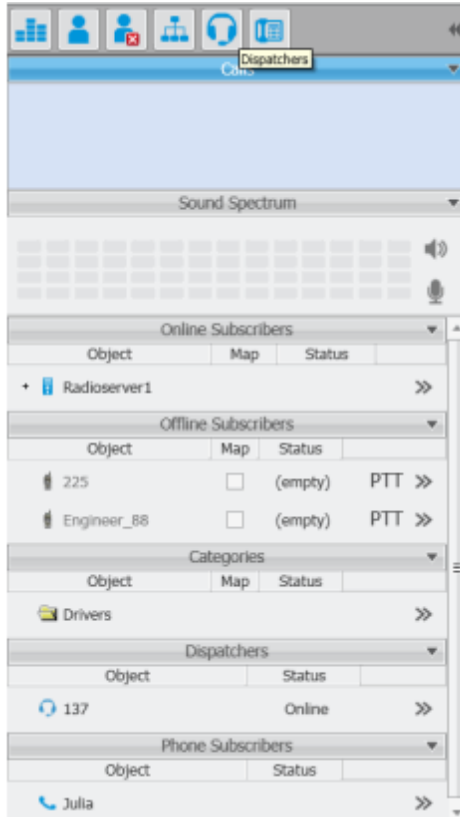 Dispatchers
Calls
Sound Spectrum
Online Subscribers
Object Map Status
+ Radioserver1 »
Offline Subscribers
Object Map Status
225 (empty) PTT »
Engineer_88 (empty) PTT »
Categories
Object Map Status
Drivers »
Dispatchers
Object Status
137 Online »
Phone Subscribers
Object Status
Julia »